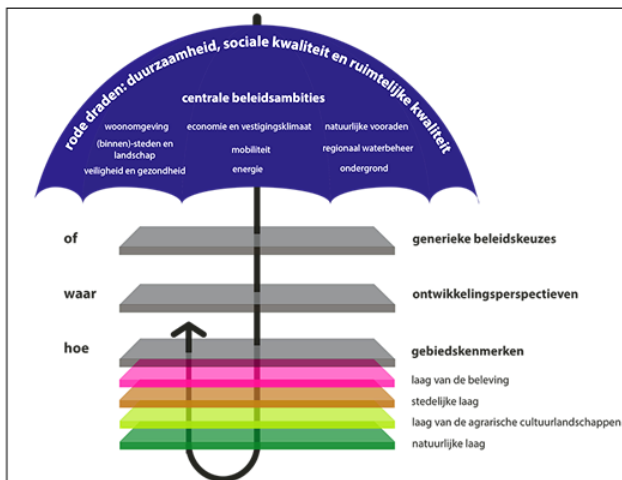 rode draden: duurzaamheid, sociale kwaliteit en ruimtelijke kwaliteit
centrale beleidsambities
woonomgeving
(binnen)-steden en
landschap
veiligheid en gezondheid
economie en vestigingsklimaat
mobiliteit
energie
natuurlijke vooraden
regionaal waterbeheer
ondergrond
of
generieke beleidskeuzes
waar
ontwikkelingsperspectieven
hoe
gebiedskenmerken
laag van de beleving
stedelijke laag
laag van de agrarische cultuurlandschappen
natuurlijke laag